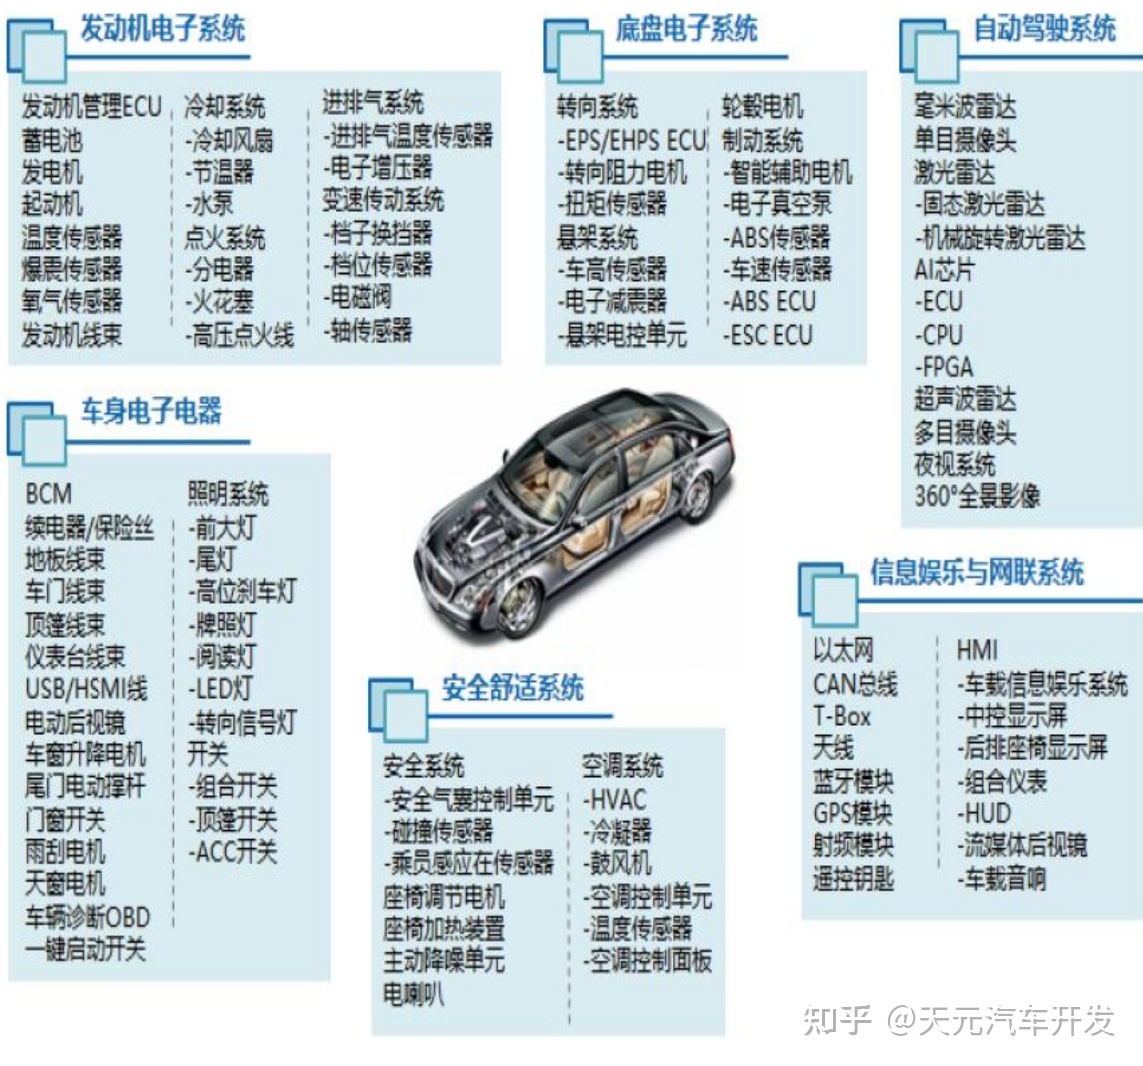 发动机电子系统
发动机管理ECU
蓄电池
发电机
起动机
温度传感器
爆震传感器
氧气传感器
发动机线束
冷却系统
-冷却风扇
-节温器
-水泵
点火系统
-分电器
-火花塞
-高压点火线
进排气系统
-进排气温度传感器
-电子增压器
变速传动系统
-档子换挡器
-档位传感器
-电磁阀
-轴传感器
底盘电子系统
转向系统
-EPS/EHPS ECU
-转向阻力电机
-扭矩传感器
悬架系统
-车高传感器
-电子减震器
-悬架电控单元
轮毂电机
制动系统
-智能辅助电机
-电子真空泵
-ABS传感器
-车速传感器
-ABS ECU
-ESC ECU
自动驾驶系统
毫米波雷达
单目摄像头
激光雷达
-固态激光雷达
-机械旋转激光雷达
AI芯片
-ECU
-CPU
-FPGA
超声波雷达
多目摄像头
夜视系统
360°全景影像
车身电子电器
BCM
续电器/保险丝
地板线束
车门线束
顶篷线束
仪表台线束
USB/HSMI线
电动后视镜
车窗升降电机
尾门电动撑杆
门窗开关
雨刮电机
天窗电机
车辆诊断OBD
一键启动开关
照明系统
-前大灯
-尾灯
-高位刹车灯
-牌照灯
-阅读灯
-LED灯
-转向信号灯
开关
-组合开关
-顶篷开关
-ACC开关
安全舒适系统
安全系统
-安全气囊控制单元
-碰撞传感器
-乘员感应在传感器
座椅调节电机
座椅加热装置
主动降噪单元
电喇叭
空调系统
-HVAC
-冷凝器
-鼓风机
-空调控制单元
-温度传感器
-空调控制面板
信息娱乐与网联系统
以太网
CAN总线
T-Box
天线
蓝牙模块
GPS模块
射频模块
遥控钥匙
HMI
-车载信息娱乐系统
-中控显示屏
-后排座椅显示屏
-组合仪表
-HUD
-流媒体后视镜
-车载音响
知乎 @天元汽车开发